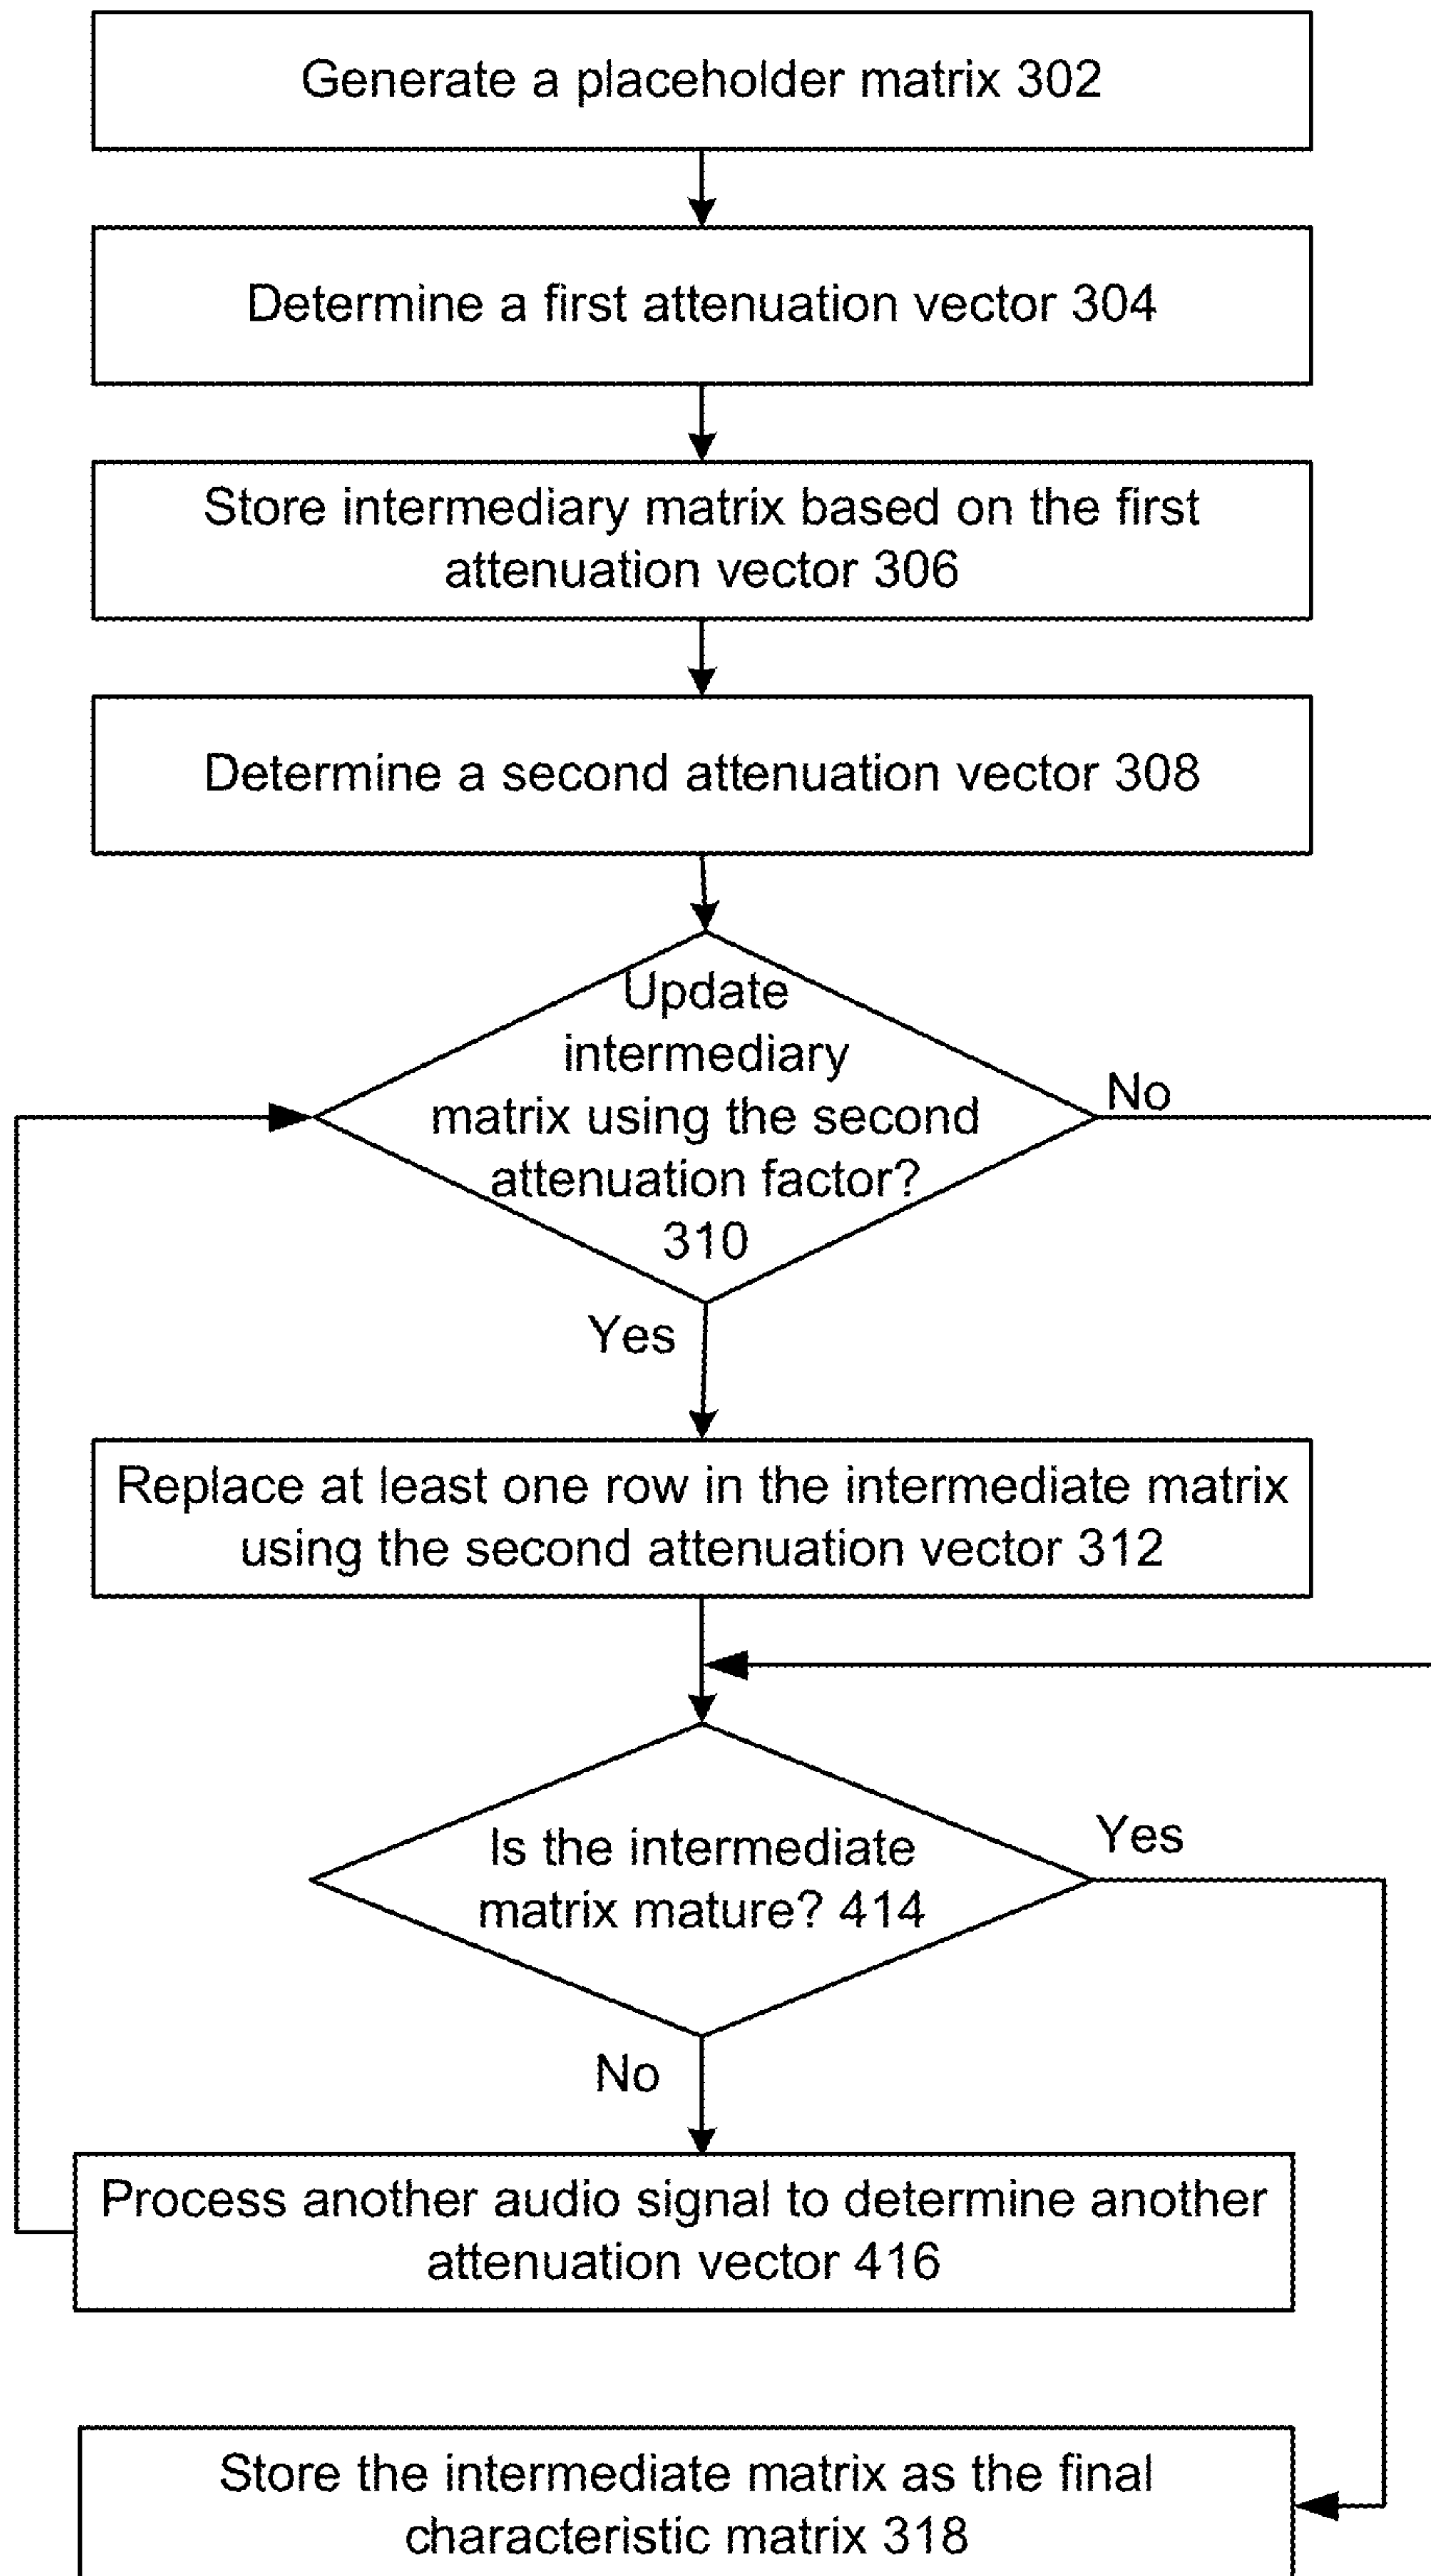 Generate a placeholder matrix 302
Determine a first attenuation vector 304
Store intermediary matrix based on the first
attenuation vector 306
Determine a second attenuation vector 308
Update
intermediary
matrix using the second
attenuation factor?
310
No
Yes
Replace at least one row in the intermediate matrix
using the second attenuation vector 312
Is the intermediate
matrix mature? 414
Yes
No
Process another audio signal to determine another
attenuation vector 416
Store the intermediate matrix as the final
characteristic matrix 318